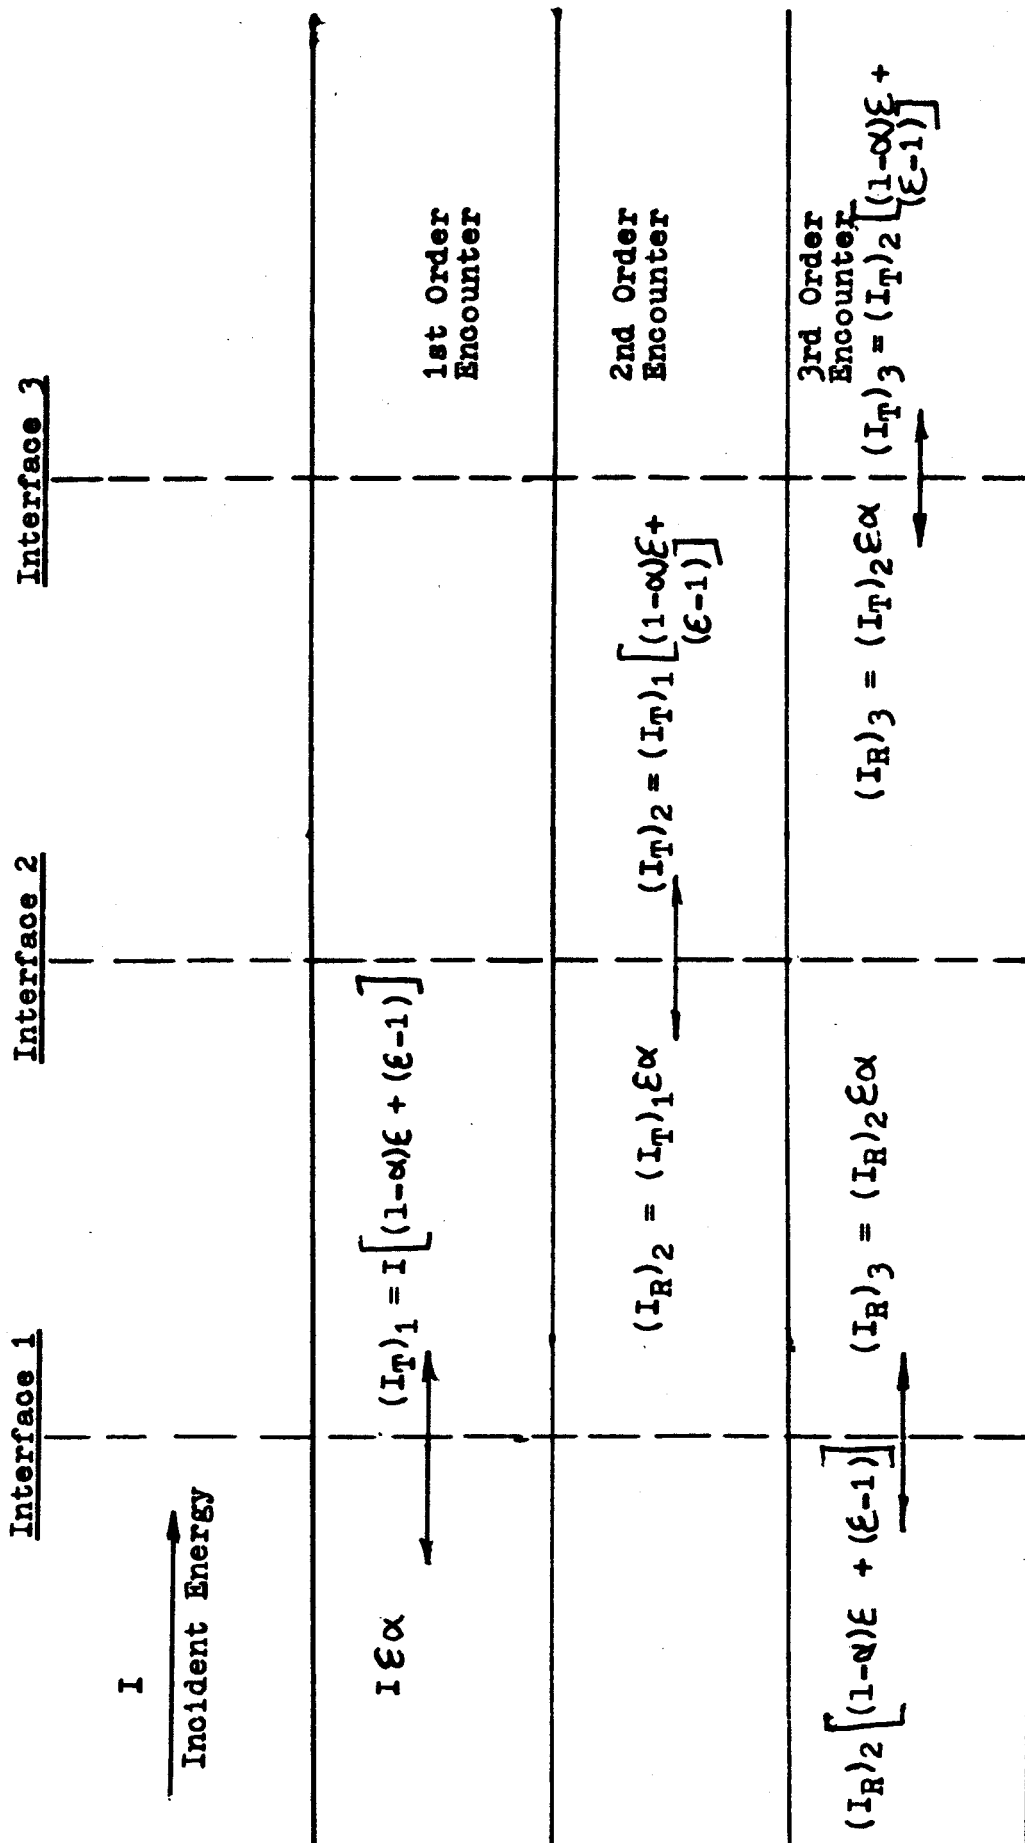 Interface 1
Interface 2
Interface 3
I
Incident Energy
I ε α
(I_T)_1 = I [(1-α)ε + (ε-1)]
1st Order
Encounter
(I_R)_2 = (I_T)_1 ε α
(I_T)_2 = (I_T)_1 [(1-α)ε +
(ε-1)]
2nd Order
Encounter
(I_R)_2 [(1-α)ε + (ε-1)]
(I_R)_3 = (I_R)_2 ε α
(I_R)_3 = (I_T)_2 ε α
(I_T)_3 = (I_T)_2 [(1-α)ε +
(ε-1)]
3rd Order
Encounter